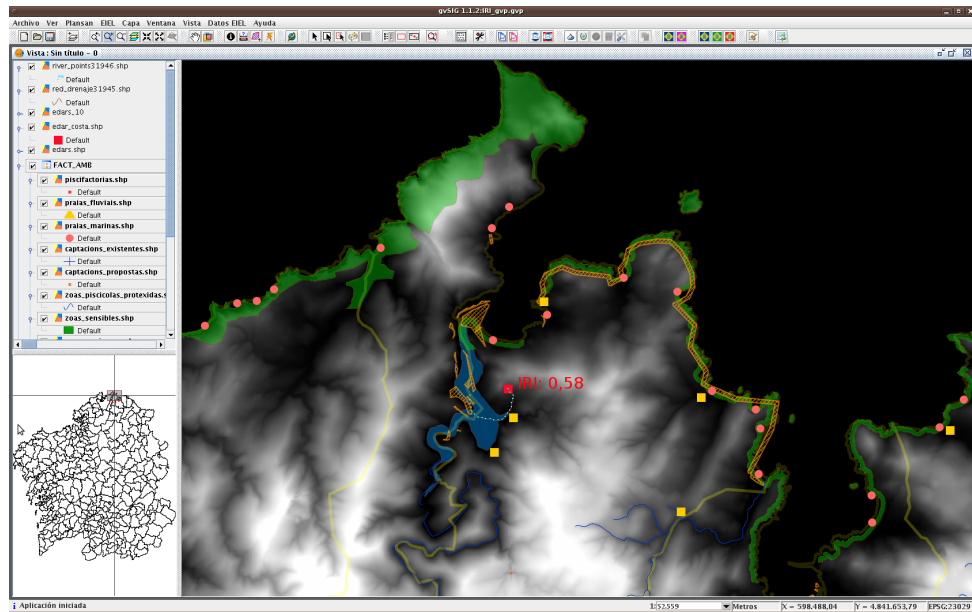 gvSIG 1.1.2:IRI_gvp.gvp
Archivo Ver Plansan EIEL Capa Ventana Vista Datos EIEL Ayuda
Vista : Sin título - 0
river_points31946.shp
Default
red_drenaje31945.shp
Default
edars_10
edar_costa.shp
Default
edars.shp
FACT_AMB
piscifactorias.shp
Default
praias_fluviais.shp
Default
praias_marinas.shp
Default
captacions_existentes.shp
Default
captacions_propostas.shp
Default
zoas_piscicolas_protexidas.s
Default
zoas_sensibles.shp
Default
IRI: 0,58
Aplicación iniciada
1:52.559 Metros X = 598.488,04 Y = 4.841.653,79 EPSG:23029